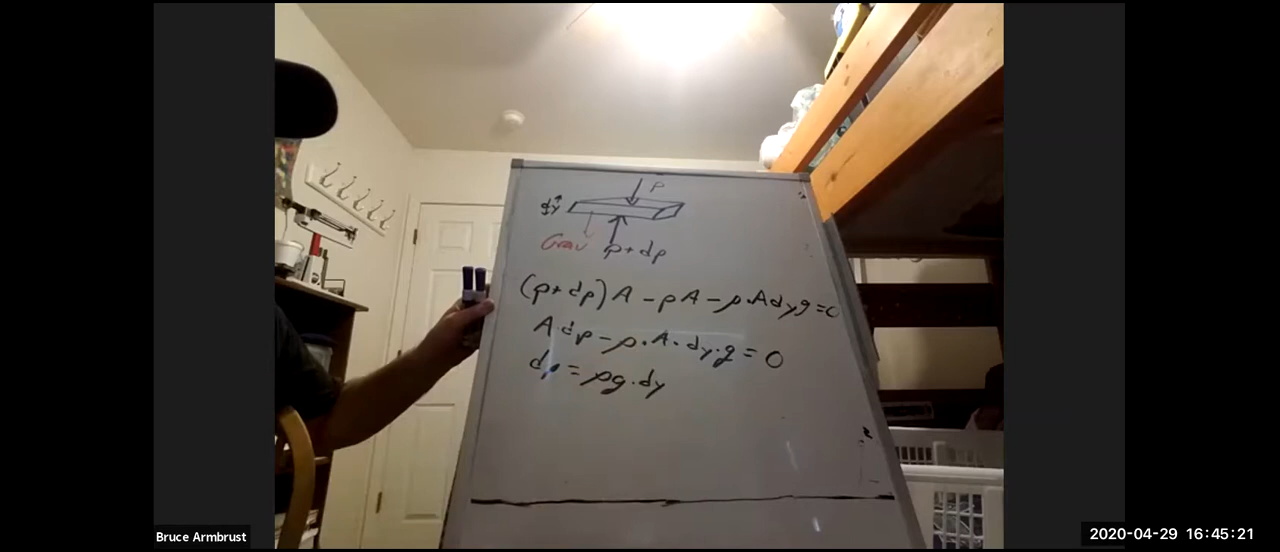 p
dy
Grav p+dp
(p+dp)A - pA - ρ·Adyg=0
A·dp - ρ·A·dy·g = 0
dp = ρg·dy
Bruce Armbrust
2020-04-29 16:45:21